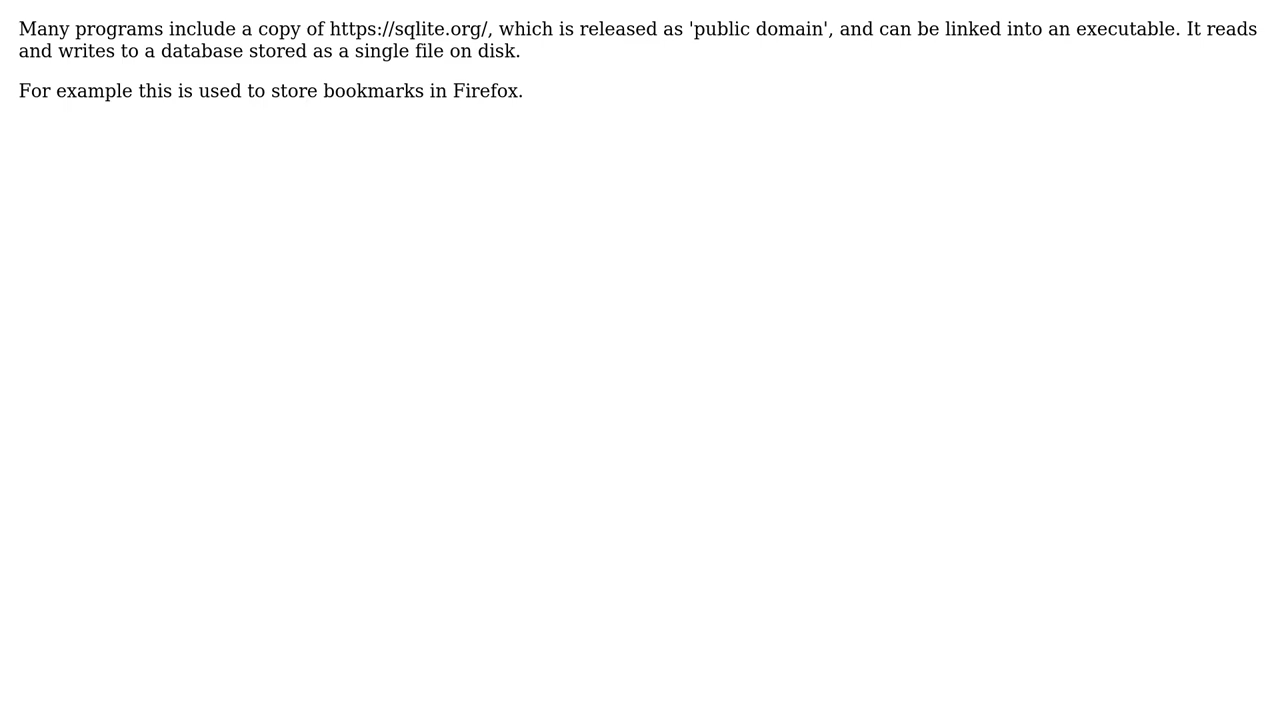 Many programs include a copy of https://sqlite.org/, which is released as 'public domain', and can be linked into an executable. It reads
and writes to a database stored as a single file on disk.
For example this is used to store bookmarks in Firefox.